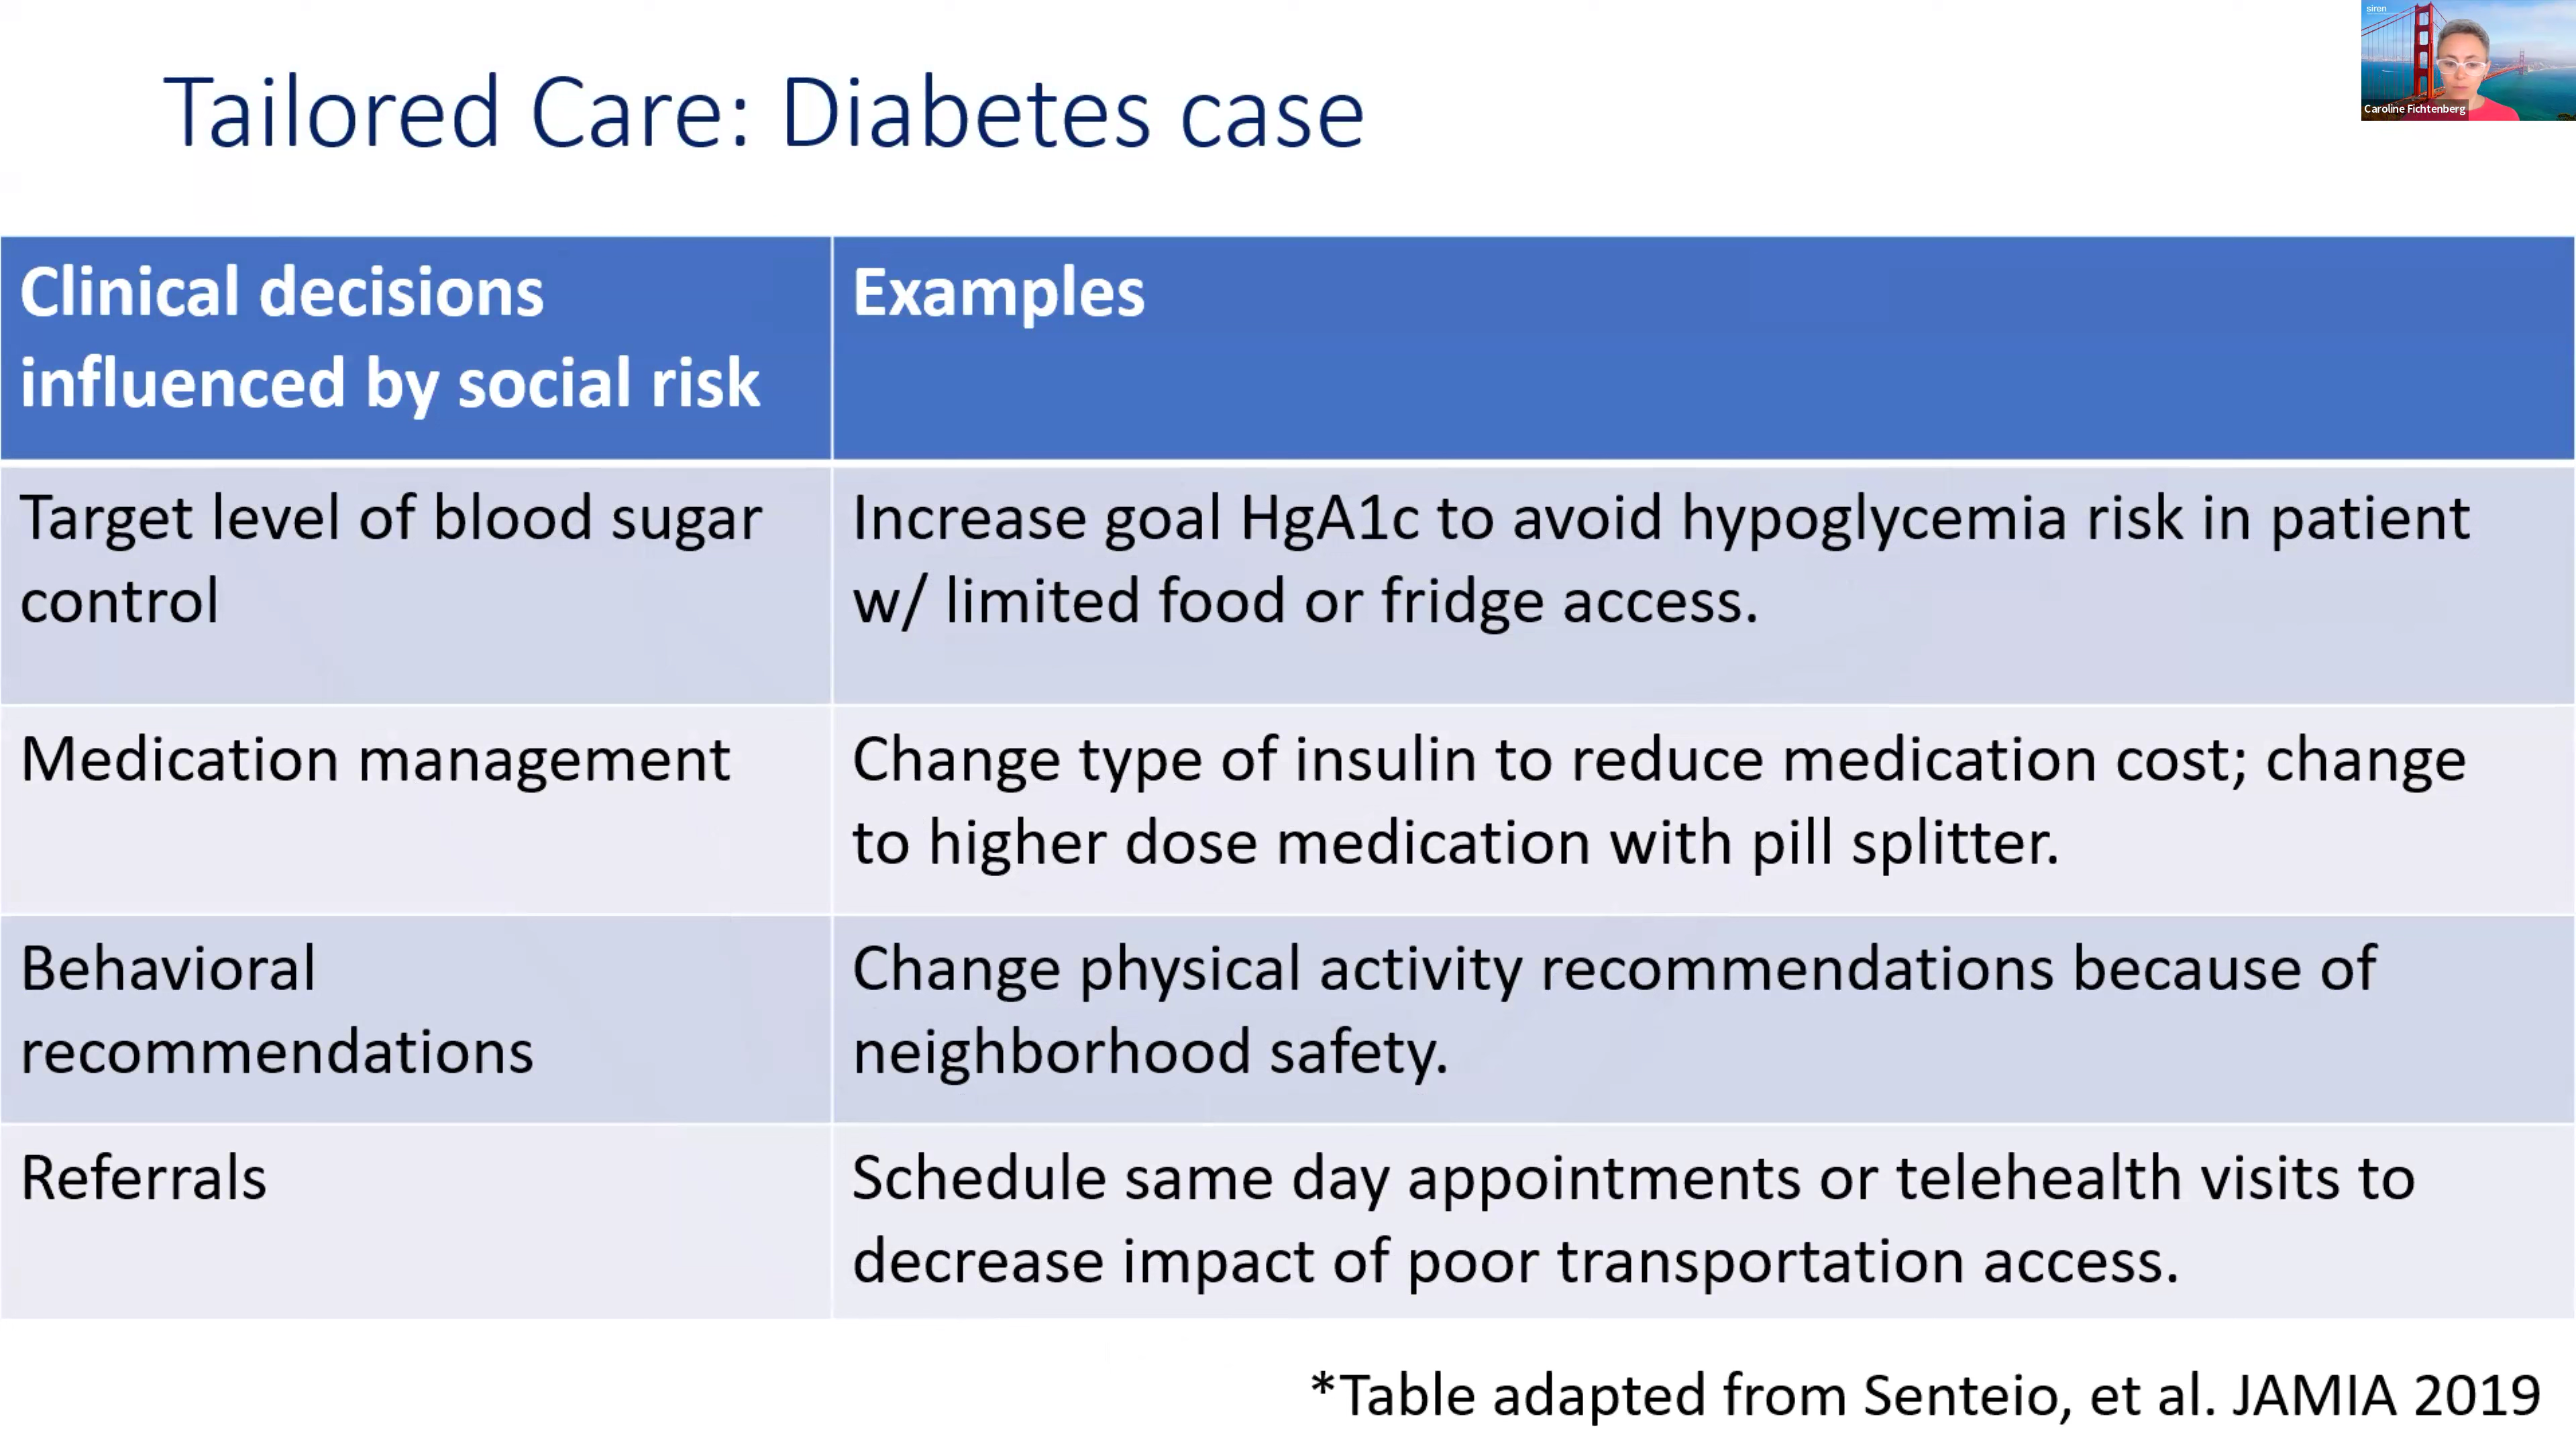 siren
Caroline Fichtenberg
Tailored Care: Diabetes case
Clinical decisions
influenced by social risk
Examples
Target level of blood sugar
control
Increase goal HgA1c to avoid hypoglycemia risk in patient
w/ limited food or fridge access.
Medication management
Change type of insulin to reduce medication cost; change
to higher dose medication with pill splitter.
Behavioral
recommendations
Change physical activity recommendations because of
neighborhood safety.
Referrals
Schedule same day appointments or telehealth visits to
decrease impact of poor transportation access.
*Table adapted from Senteio, et al. JAMIA 2019